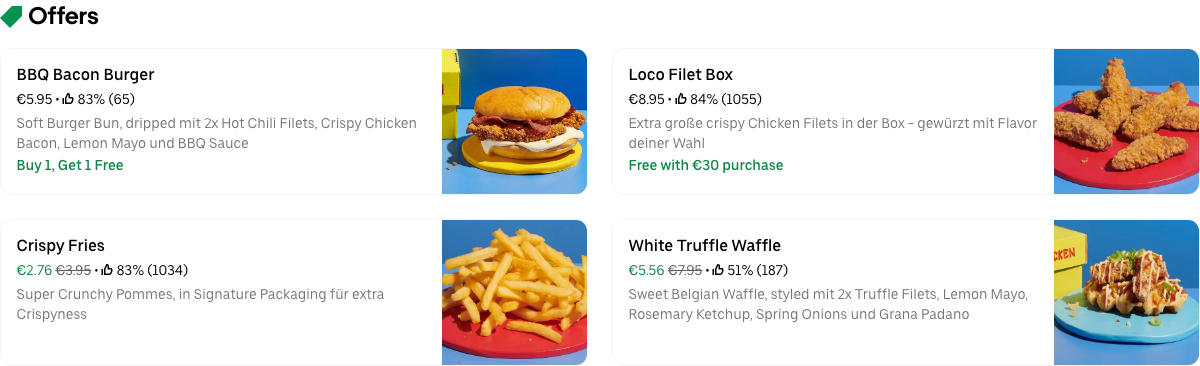 Offers
BBQ Bacon Burger
€5.95 • 83% (65)
Soft Burger Bun, dripped mit 2x Hot Chili Filets, Crispy Chicken
Bacon, Lemon Mayo und BBQ Sauce
Buy 1, Get 1 Free
Loco Filet Box
€8.95 • 84% (1055)
Extra große crispy Chicken Filets in der Box - gewürzt mit Flavor
deiner Wahl
Free with €30 purchase
Crispy Fries
€2.76 €3.95 • 83% (1034)
Super Crunchy Pommes, in Signature Packaging für extra
Crispyness
White Truffle Waffle
€5.56 €7.95 • 51% (187)
Sweet Belgian Waffle, styled mit 2x Truffle Filets, Lemon Mayo,
Rosemary Ketchup, Spring Onions und Grana Padano
CKEN